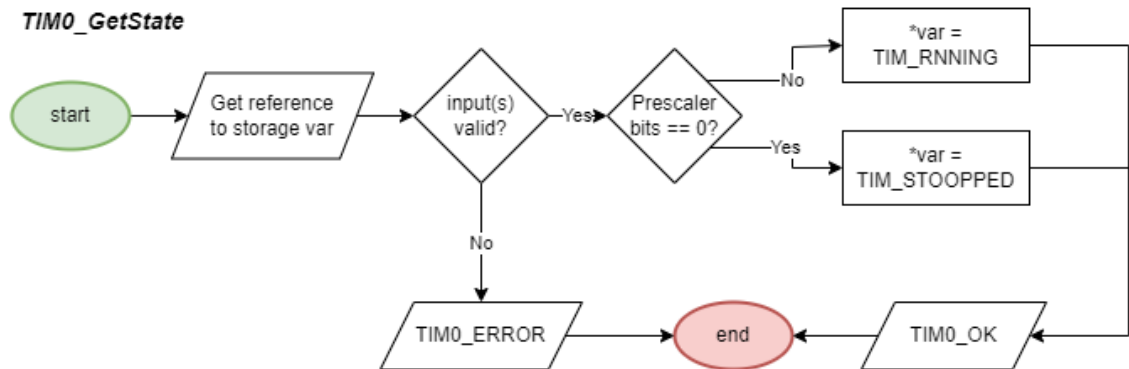 TIM0_GetState
start
Get reference
to storage var
input(s)
valid?
Yes
Prescaler
bits == 0?
No
*var =
TIM_RNNING
Yes
*var =
TIM_STOOPPED
No
TIM0_ERROR
end
TIM0_OK